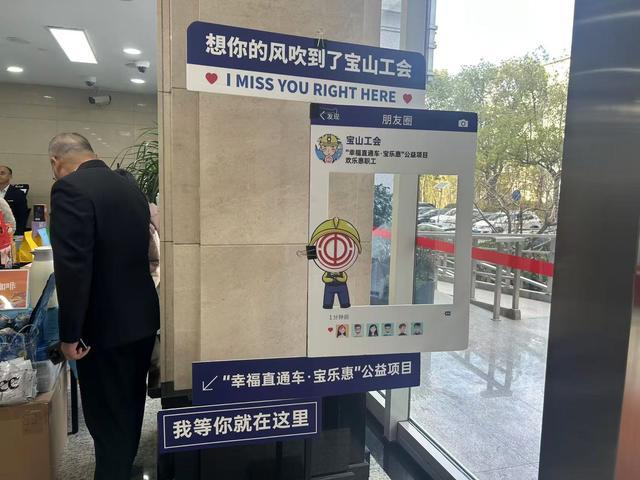 想你的风吹到了宝山工会
I MISS YOU RIGHT HERE
发现
朋友圈
宝山工会
"幸福直通车·宝乐惠"公益项目
欢乐惠职工
1分钟前
"幸福直通车·宝乐惠"公益项目
我等你就在这里